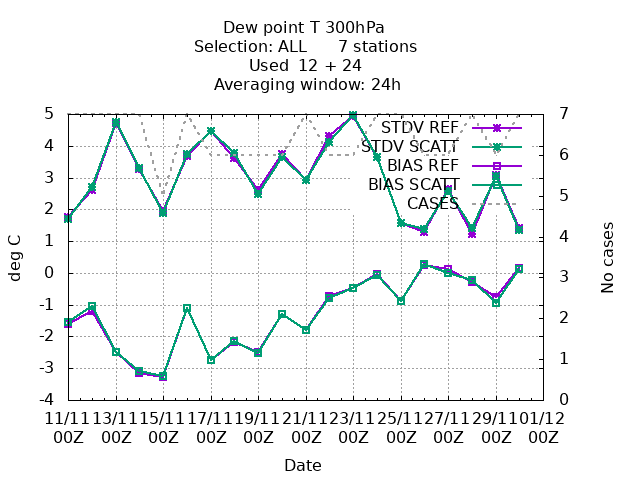 Dew point T 300hPa
Selection: ALL      7 stations
Used  12 + 24
Averaging window: 24h
STDV REF
STDV SCATT
BIAS REF
BIAS SCATT
CASES
5
4
3
2
1
0
-1
-2
-3
-4
7
6
5
4
3
2
1
0
deg C
No cases
11/11 13/11 15/11 17/11 19/11 21/11 23/11 25/11 27/11 29/11 01/12
00Z 00Z 00Z 00Z 00Z 00Z 00Z 00Z 00Z 00Z 00Z
Date